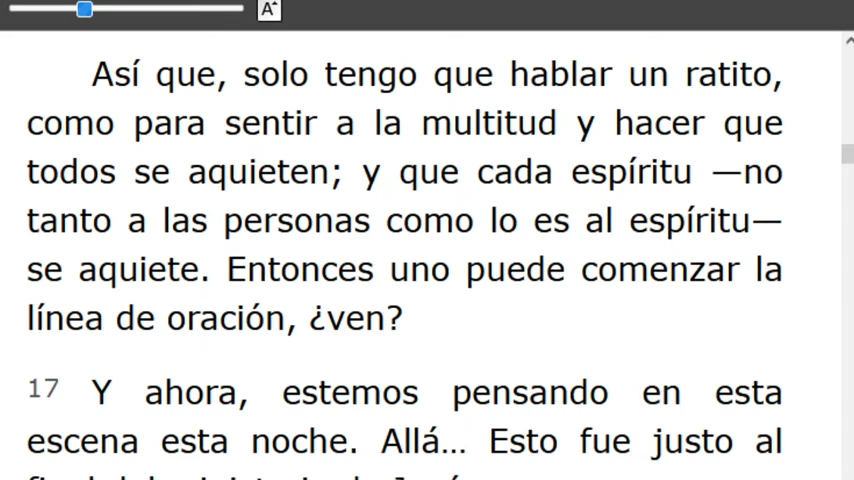 A
Así que, solo tengo que hablar un ratito,
como para sentir a la multitud y hacer que
todos se aquieten; y que cada espíritu —no
tanto a las personas como lo es al espíritu—
se aquiete. Entonces uno puede comenzar la
línea de oración, ¿ven?
17 Y ahora, estemos pensando en esta
escena esta noche. Allá... Esto fue justo al